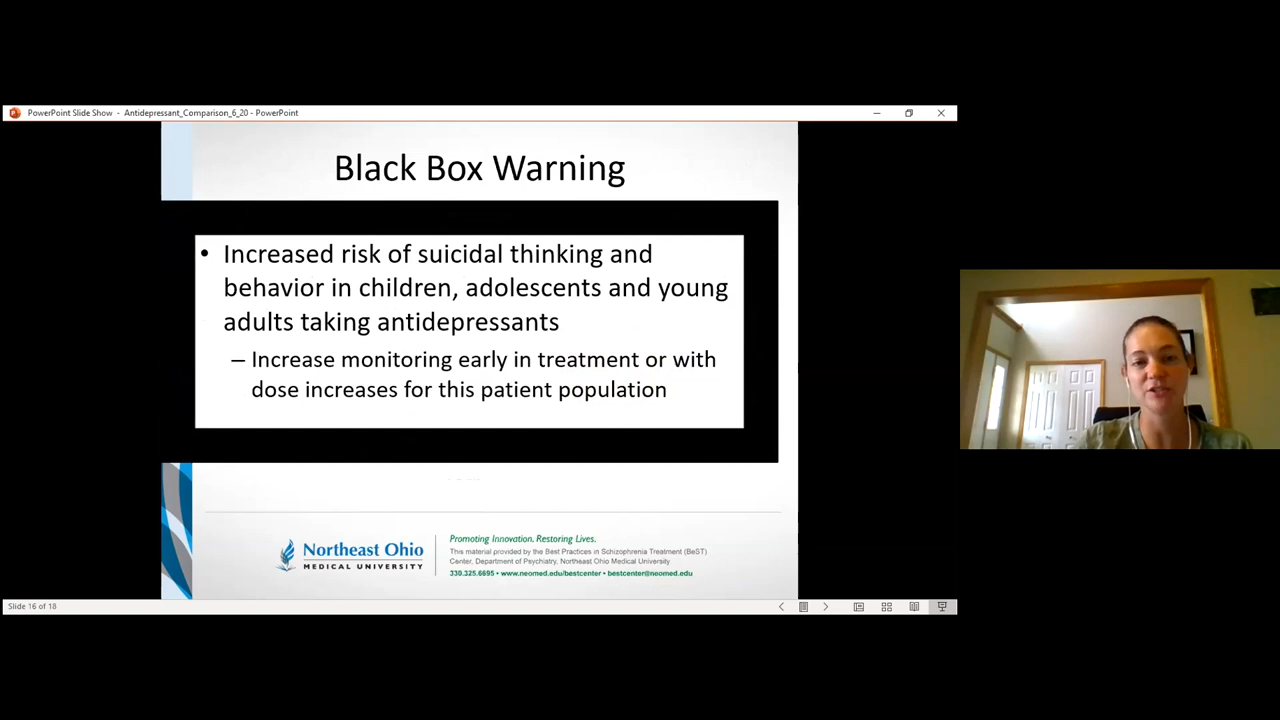 PowerPoint Slide Show - Antidepressant_Comparison_6_20 - PowerPoint
Black Box Warning
• Increased risk of suicidal thinking and
behavior in children, adolescents and young
adults taking antidepressants
– Increase monitoring early in treatment or with
dose increases for this patient population
Northeast Ohio
MEDICAL UNIVERSITY
Promoting Innovation. Restoring Lives.
This material provided by the Best Practices in Schizophrenia Treatment (BeST)
Center, Department of Psychiatry, Northeast Ohio Medical University
330.325.6695 • www.neomed.edu/bestcenter • bestcenter@neomed.edu
Slide 16 of 18